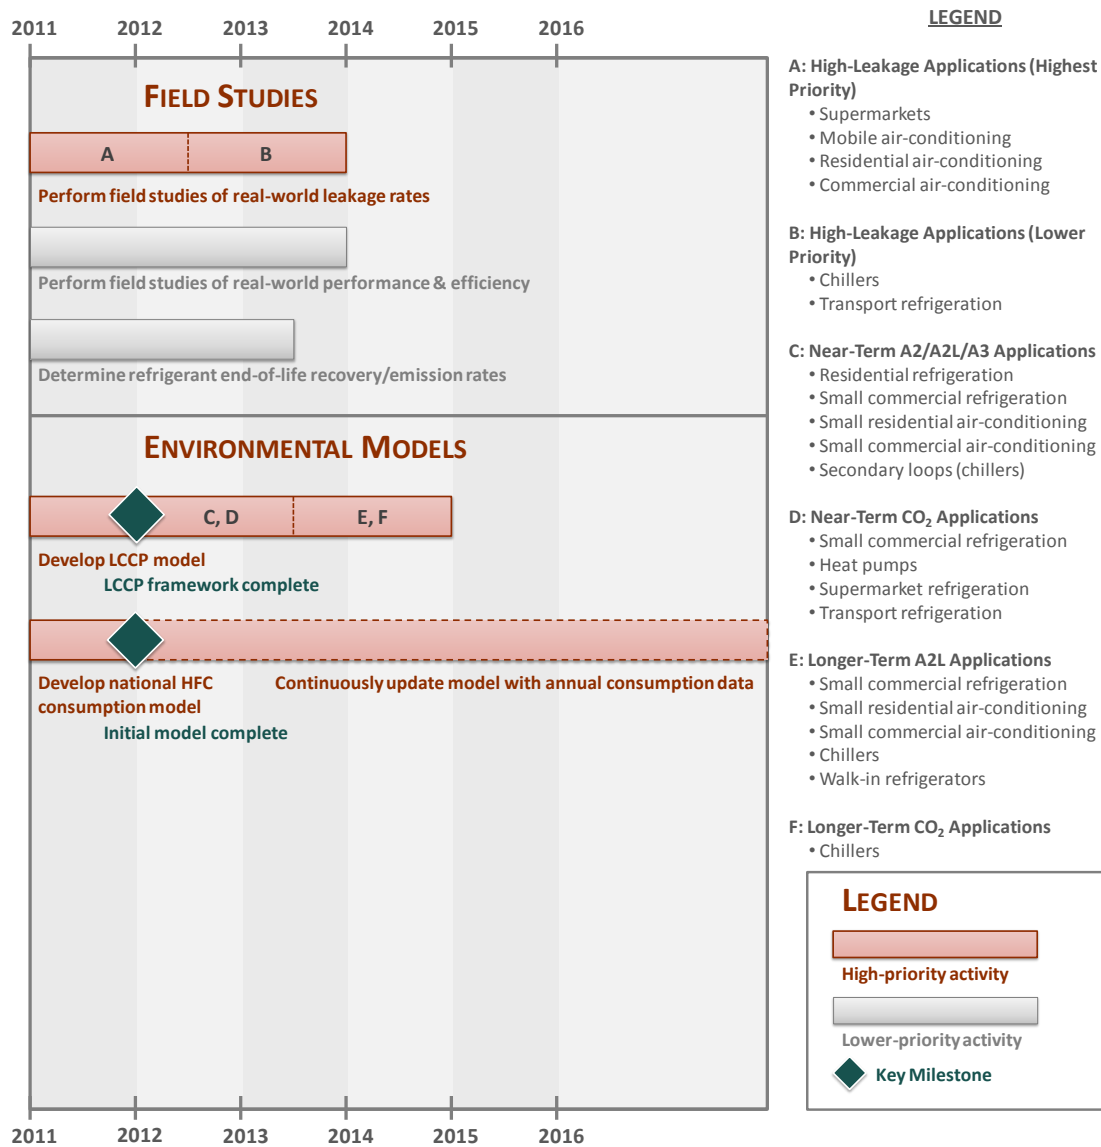 2011 2012 2013 2014 2015 2016
FIELD STUDIES
A B
Perform field studies of real-world leakage rates
Perform field studies of real-world performance & efficiency
Determine refrigerant end-of-life recovery/emission rates
ENVIRONMENTAL MODELS
C, D E, F
Develop LCCP model
LCCP framework complete
Develop national HFC
consumption model
Continuously update model with annual consumption data
Initial model complete
2011 2012 2013 2014 2015 2016
LEGEND
A: High-Leakage Applications (Highest
Priority)
• Supermarkets
• Mobile air-conditioning
• Residential air-conditioning
• Commercial air-conditioning
B: High-Leakage Applications (Lower
Priority)
• Chillers
• Transport refrigeration
C: Near-Term A2/A2L/A3 Applications
• Residential refrigeration
• Small commercial refrigeration
• Small residential air-conditioning
• Small commercial air-conditioning
• Secondary loops (chillers)
D: Near-Term CO₂ Applications
• Small commercial refrigeration
• Heat pumps
• Supermarket refrigeration
• Transport refrigeration
E: Longer-Term A2L Applications
• Small commercial refrigeration
• Small residential air-conditioning
• Small commercial air-conditioning
• Chillers
• Walk-in refrigerators
F: Longer-Term CO₂ Applications
• Chillers
LEGEND
High-priority activity
Lower-priority activity
Key Milestone